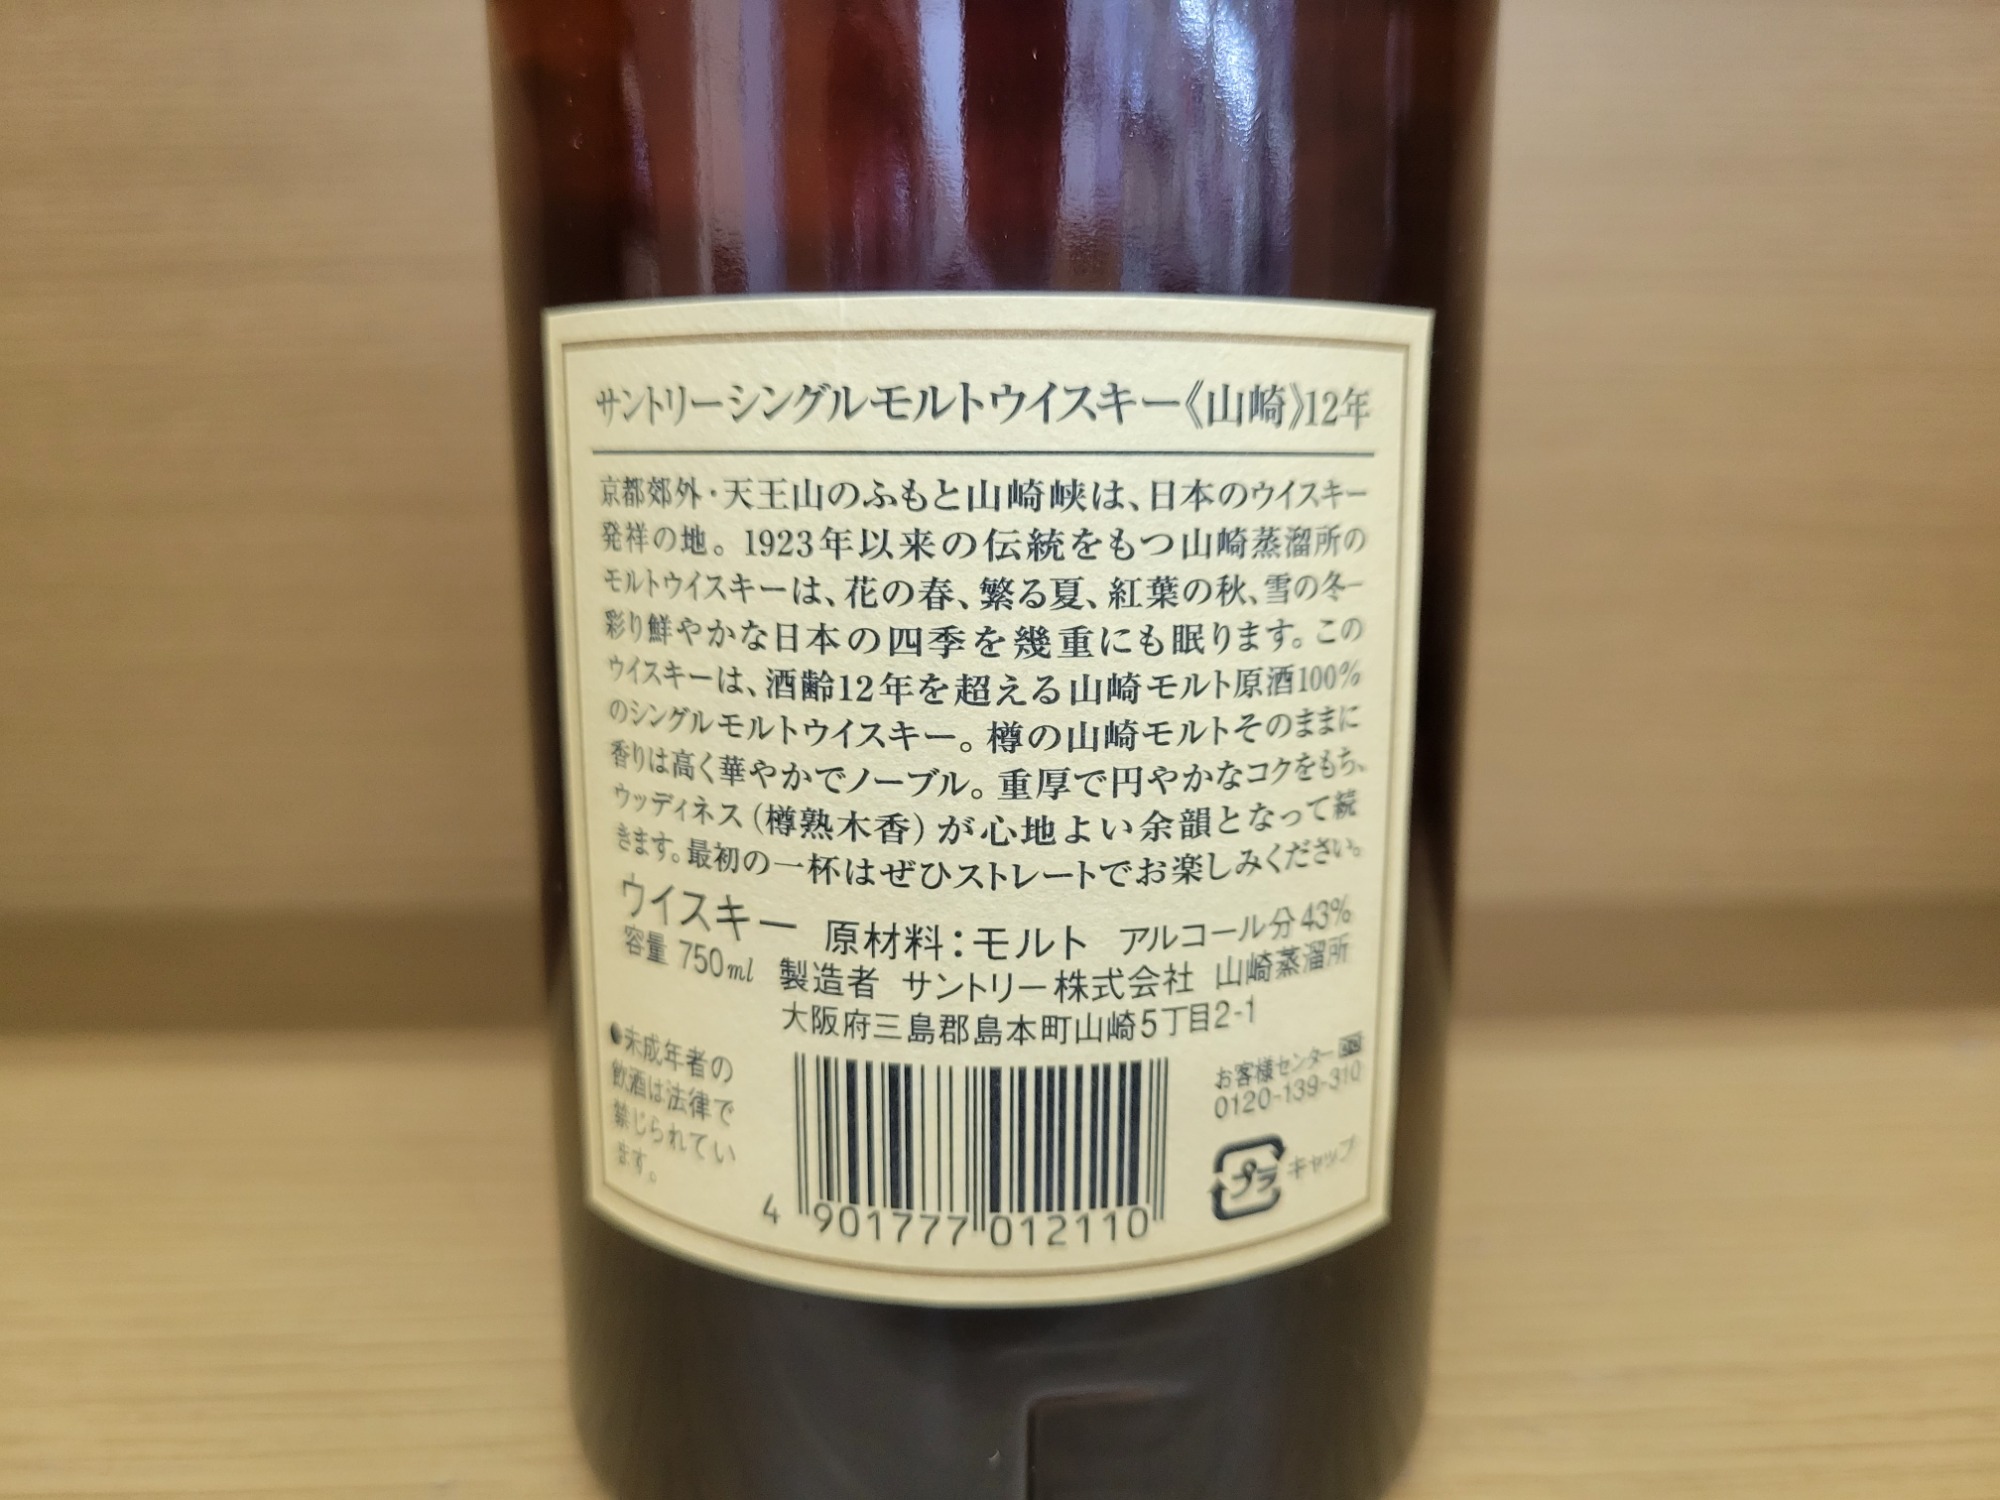 サントリーシングルモルトウイスキー《山崎》12年
京都郊外・天王山のふもと山崎峡は、日本のウイスキー
発祥の地。1923年以来の伝統をもつ山崎蒸溜所の
モルトウイスキーは、花の春、繁る夏、紅葉の秋、雪の冬ー
彩り鮮やかな日本の四季を幾重にも眠ります。この
ウイスキーは、酒齢12年を超える山崎モルト原酒100%
のシングルモルトウイスキー。樽の山崎モルトそのままに
香りは高く華やかでノーブル。重厚で円やかなコクをもち、
ウッディネス(樽熟木香)が心地よい余韻となって続
きます。最初の一杯はぜひストレートでお楽しみください。
ウイスキー 原材料:モルト アルコール分43%
容量 750ml 製造者 サントリー株式会社 山崎蒸溜所
大阪府三島郡島本町山崎5丁目2-1
●未成年者の
飲酒は法律で
禁じられてい
ます。
4 901777 012110
お客様センター
0120-139-310
プラ キャップ